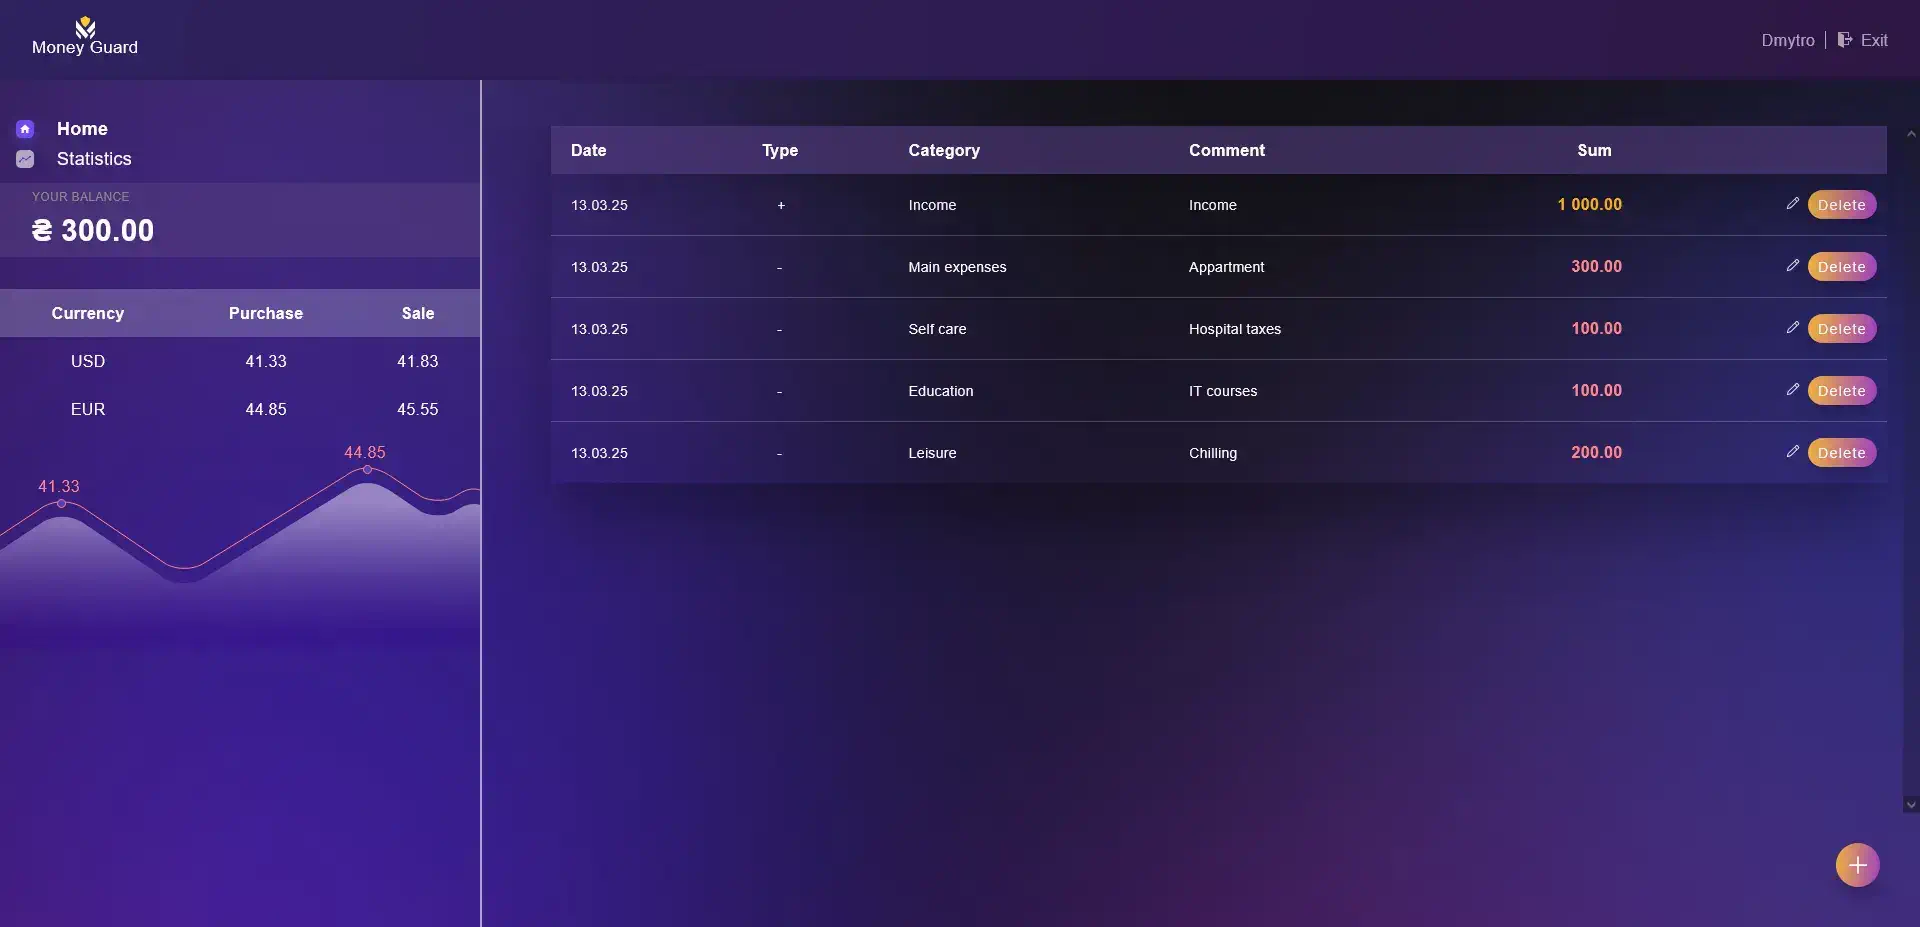 Money Guard
Dmytro | Exit
Home
Statistics
YOUR BALANCE
₴ 300.00
Currency Purchase Sale
USD 41.33 41.83
EUR 44.85 45.55
44.85
41.33
Date Type Category Comment Sum
13.03.25 + Income Income 1 000.00 Delete
13.03.25 - Main expenses Appartment 300.00 Delete
13.03.25 - Self care Hospital taxes 100.00 Delete
13.03.25 - Education IT courses 100.00 Delete
13.03.25 - Leisure Chilling 200.00 Delete
+